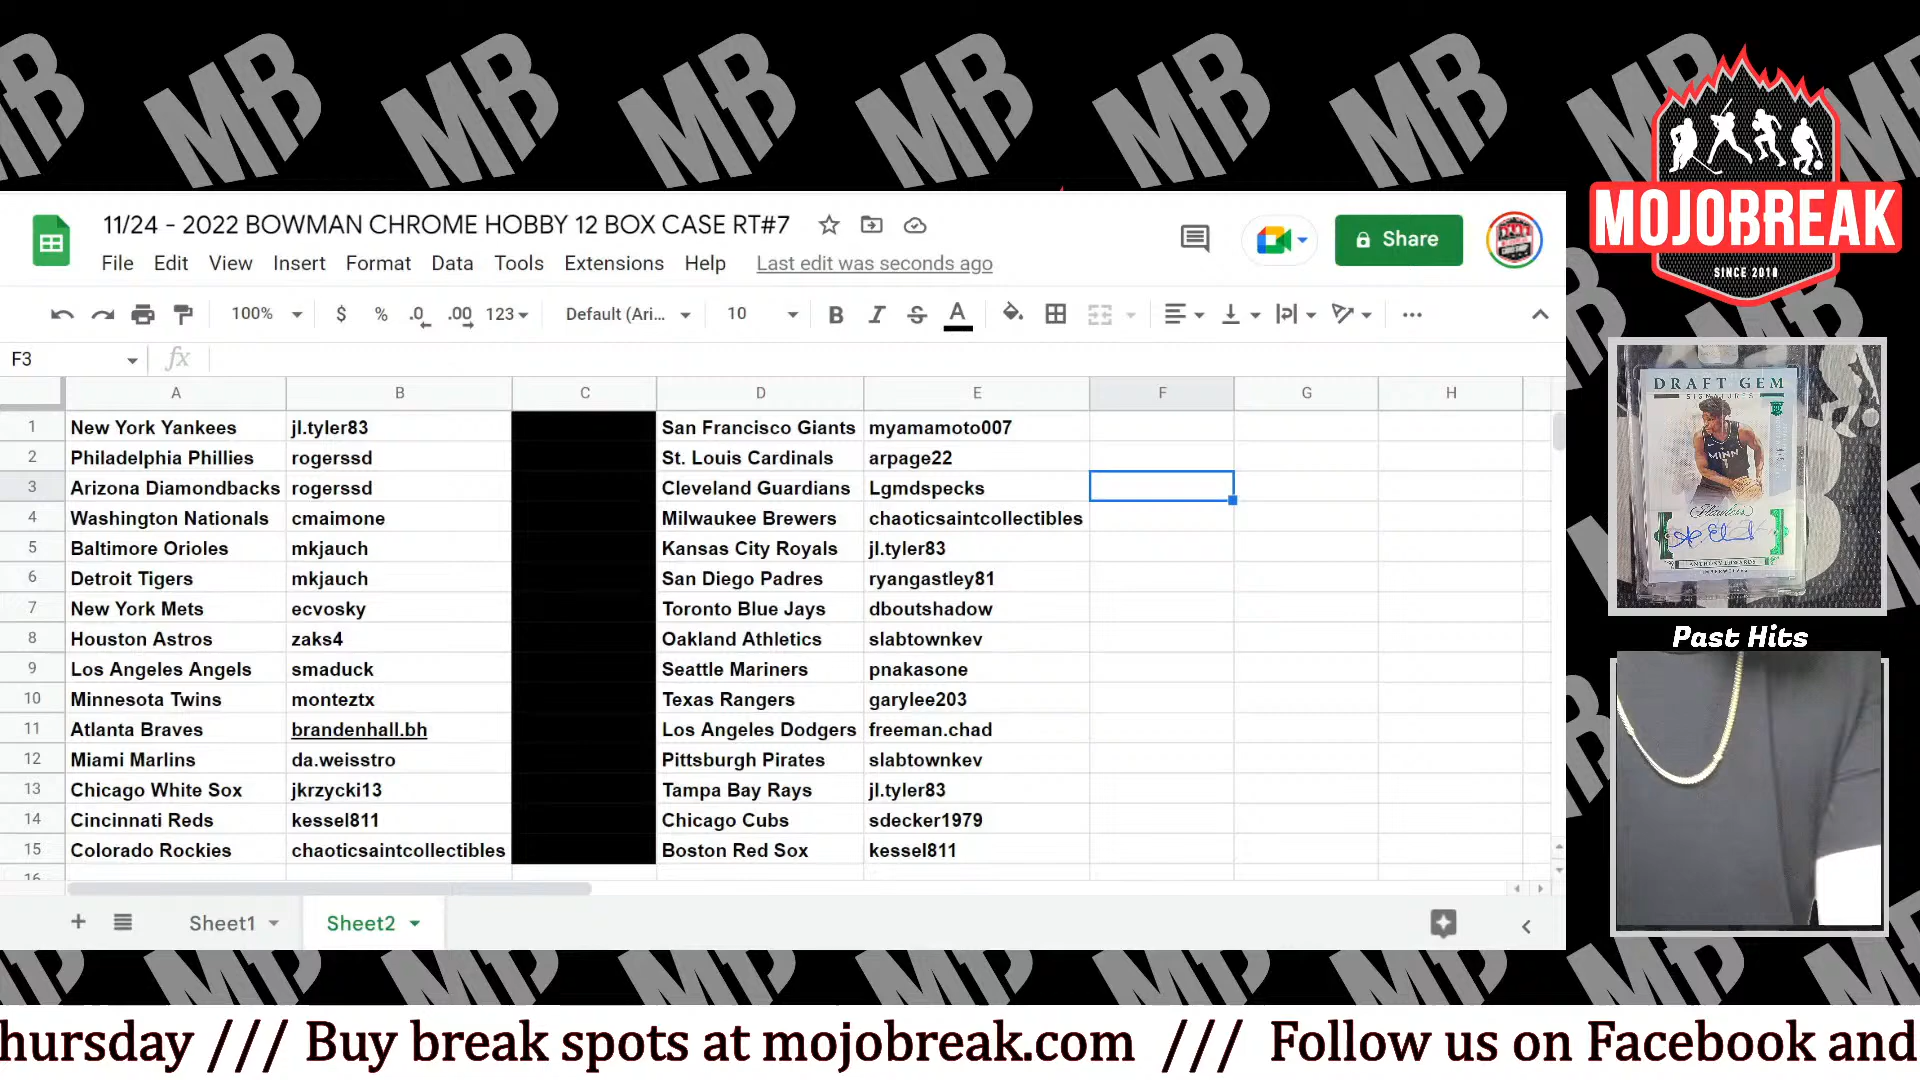 MOJOBREAK
SINCE 2010
11/24 - 2022 BOWMAN CHROME HOBBY 12 BOX CASE RT#7
Share
File Edit View Insert Format Data Tools Extensions Help Last edit was seconds ago
100% $ % .0 .00 123 Default (Ari... 10 B I S A
F3 fx
A B C D E F G H
1 New York Yankees jl.tyler83 San Francisco Giants myamamoto007
2 Philadelphia Phillies rogerssd St. Louis Cardinals arpage22
3 Arizona Diamondbacks rogerssd Cleveland Guardians Lgmdspecks
4 Washington Nationals cmaimone Milwaukee Brewers chaoticsaintcollectibles
5 Baltimore Orioles mkjauch Kansas City Royals jl.tyler83
6 Detroit Tigers mkjauch San Diego Padres ryangastley81
7 New York Mets ecvosky Toronto Blue Jays dboutshadow
8 Houston Astros zaks4 Oakland Athletics slabtownkev
9 Los Angeles Angels smaduck Seattle Mariners pnakasone
10 Minnesota Twins monteztx Texas Rangers garylee203
11 Atlanta Braves brandenhall.bh Los Angeles Dodgers freeman.chad
12 Miami Marlins da.weisstro Pittsburgh Pirates slabtownkev
13 Chicago White Sox jkrzycki13 Tampa Bay Rays jl.tyler83
14 Cincinnati Reds kessel811 Chicago Cubs sdecker1979
15 Colorado Rockies chaoticsaintcollectibles Boston Red Sox kessel811
16
Sheet1 Sheet2
DRAFT GEM
SIGNATURES
MINN
1
Flawless
ANTHONY EDWARDS
Past Hits
hursday /// Buy break spots at mojobreak.com /// Follow us on Facebook and